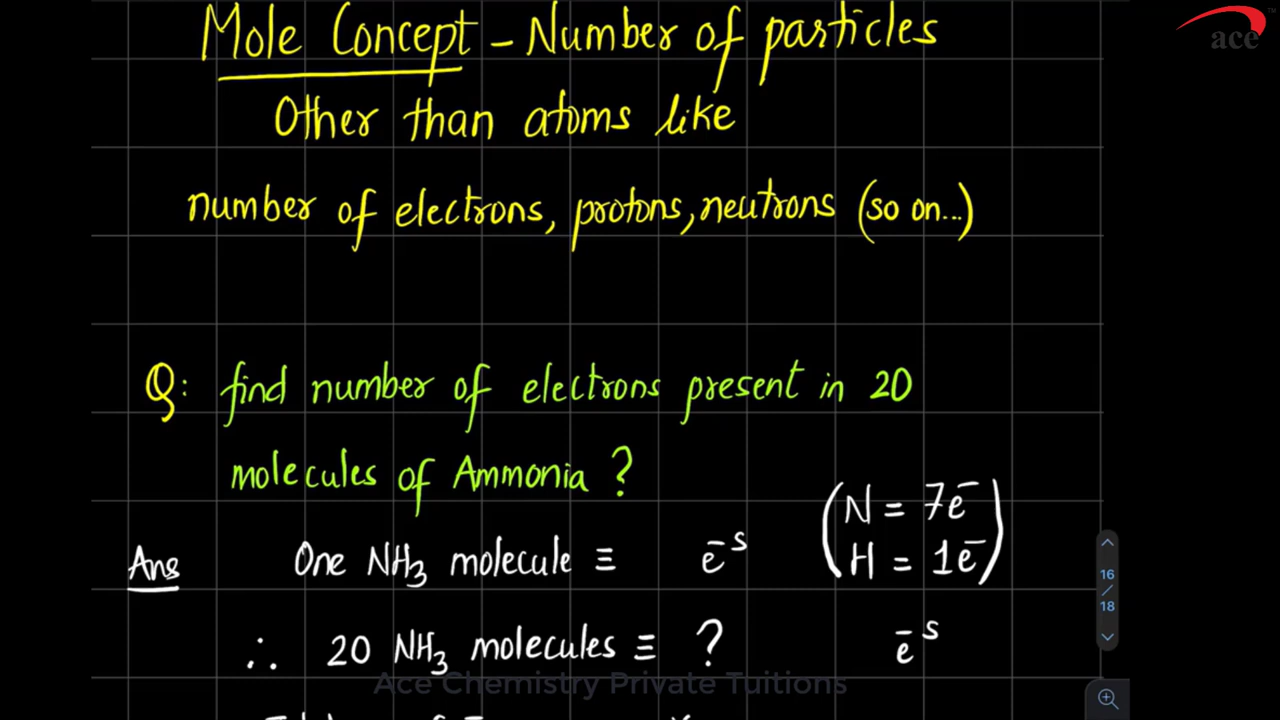 ace
Mole Concept - Number of particles
Other than atoms like
number of electrons, protons, neutrons (so on...)
Q: find number of electrons present in 20
molecules of Ammonia ?
(N = 7e⁻
H = 1e⁻)
Ans One NH₃ molecule ≡ e⁻ˢ
∴ 20 NH₃ molecules ≡ ? e⁻ˢ
Ace Chemistry Private Tuitions
16
/
18